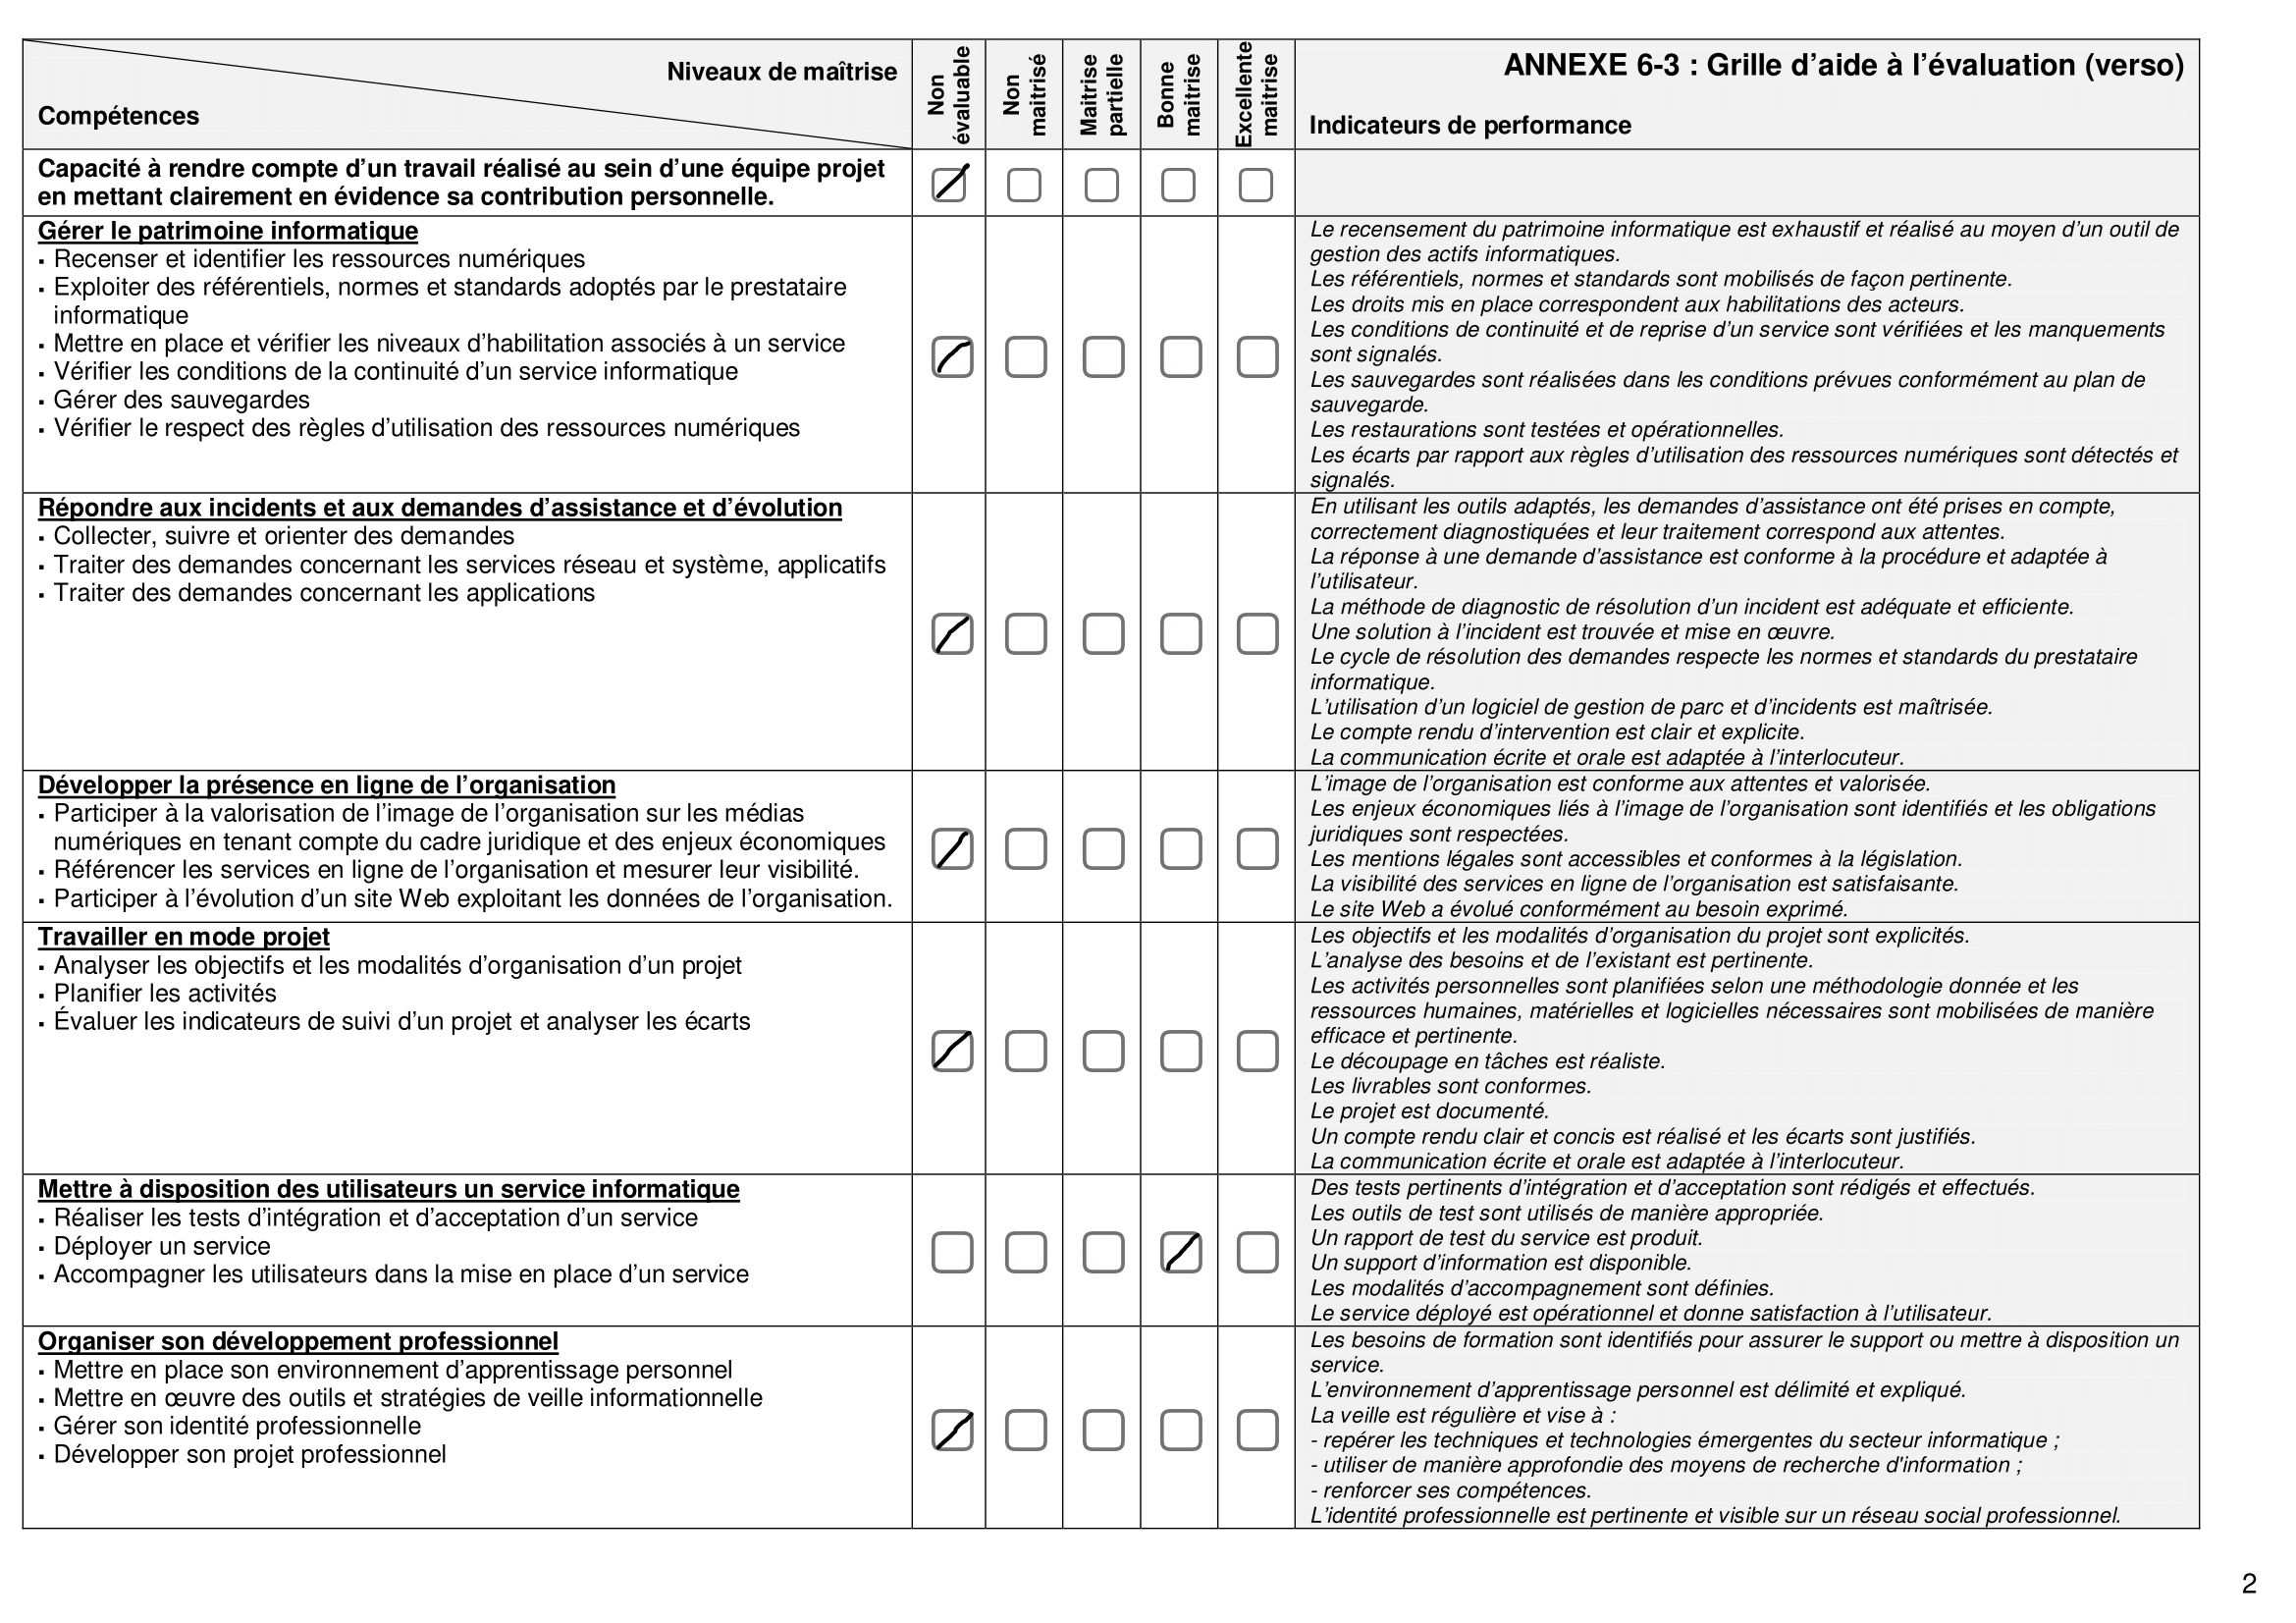 ANNEXE 6-3 : Grille d’aide à l’évaluation (verso)
Niveaux de maîtrise
Compétences
Non
évaluable
Non
maitrisé
Maitrise
partielle
Bonne
maitrise
Excellente
maitrise
Indicateurs de performance
Capacité à rendre compte d’un travail réalisé au sein d’une équipe projet
en mettant clairement en évidence sa contribution personnelle.
Gérer le patrimoine informatique
▪ Recenser et identifier les ressources numériques
▪ Exploiter des référentiels, normes et standards adoptés par le prestataire
informatique
▪ Mettre en place et vérifier les niveaux d’habilitation associés à un service
▪ Vérifier les conditions de la continuité d’un service informatique
▪ Gérer des sauvegardes
▪ Vérifier le respect des règles d’utilisation des ressources numériques
Le recensement du patrimoine informatique est exhaustif et réalisé au moyen d’un outil de
gestion des actifs informatiques.
Les référentiels, normes et standards sont mobilisés de façon pertinente.
Les droits mis en place correspondent aux habilitations des acteurs.
Les conditions de continuité et de reprise d’un service sont vérifiées et les manquements
sont signalés.
Les sauvegardes sont réalisées dans les conditions prévues conformément au plan de
sauvegarde.
Les restaurations sont testées et opérationnelles.
Les écarts par rapport aux règles d’utilisation des ressources numériques sont détectés et
signalés.
Répondre aux incidents et aux demandes d’assistance et d’évolution
▪ Collecter, suivre et orienter des demandes
▪ Traiter des demandes concernant les services réseau et système, applicatifs
▪ Traiter des demandes concernant les applications
En utilisant les outils adaptés, les demandes d’assistance ont été prises en compte,
correctement diagnostiquées et leur traitement correspond aux attentes.
La réponse à une demande d’assistance est conforme à la procédure et adaptée à
l’utilisateur.
La méthode de diagnostic de résolution d’un incident est adéquate et efficiente.
Une solution à l’incident est trouvée et mise en œuvre.
Le cycle de résolution des demandes respecte les normes et standards du prestataire
informatique.
L’utilisation d’un logiciel de gestion de parc et d’incidents est maîtrisée.
Le compte rendu d’intervention est clair et explicite.
La communication écrite et orale est adaptée à l’interlocuteur.
Développer la présence en ligne de l’organisation
▪ Participer à la valorisation de l’image de l’organisation sur les médias
numériques en tenant compte du cadre juridique et des enjeux économiques
▪ Référencer les services en ligne de l’organisation et mesurer leur visibilité.
▪ Participer à l’évolution d’un site Web exploitant les données de l’organisation.
L’image de l’organisation est conforme aux attentes et valorisée.
Les enjeux économiques liés à l’image de l’organisation sont identifiés et les obligations
juridiques sont respectées.
Les mentions légales sont accessibles et conformes à la législation.
La visibilité des services en ligne de l’organisation est satisfaisante.
Le site Web a évolué conformément au besoin exprimé.
Travailler en mode projet
▪ Analyser les objectifs et les modalités d’organisation d’un projet
▪ Planifier les activités
▪ Évaluer les indicateurs de suivi d’un projet et analyser les écarts
Les objectifs et les modalités d’organisation du projet sont explicités.
L’analyse des besoins et de l’existant est pertinente.
Les activités personnelles sont planifiées selon une méthodologie donnée et les
ressources humaines, matérielles et logicielles nécessaires sont mobilisées de manière
efficace et pertinente.
Le découpage en tâches est réaliste.
Les livrables sont conformes.
Le projet est documenté.
Un compte rendu clair et concis est réalisé et les écarts sont justifiés.
La communication écrite et orale est adaptée à l’interlocuteur.
Mettre à disposition des utilisateurs un service informatique
▪ Réaliser les tests d’intégration et d’acceptation d’un service
▪ Déployer un service
▪ Accompagner les utilisateurs dans la mise en place d’un service
Des tests pertinents d’intégration et d’acceptation sont rédigés et effectués.
Les outils de test sont utilisés de manière appropriée.
Un rapport de test du service est produit.
Un support d’information est disponible.
Les modalités d’accompagnement sont définies.
Le service déployé est opérationnel et donne satisfaction à l’utilisateur.
Organiser son développement professionnel
▪ Mettre en place son environnement d’apprentissage personnel
▪ Mettre en œuvre des outils et stratégies de veille informationnelle
▪ Gérer son identité professionnelle
▪ Développer son projet professionnel
Les besoins de formation sont identifiés pour assurer le support ou mettre à disposition un
service.
L’environnement d’apprentissage personnel est délimité et expliqué.
La veille est régulière et vise à :
- repérer les techniques et technologies émergentes du secteur informatique ;
- utiliser de manière approfondie des moyens de recherche d'information ;
- renforcer ses compétences.
L’identité professionnelle est pertinente et visible sur un réseau social professionnel.
2